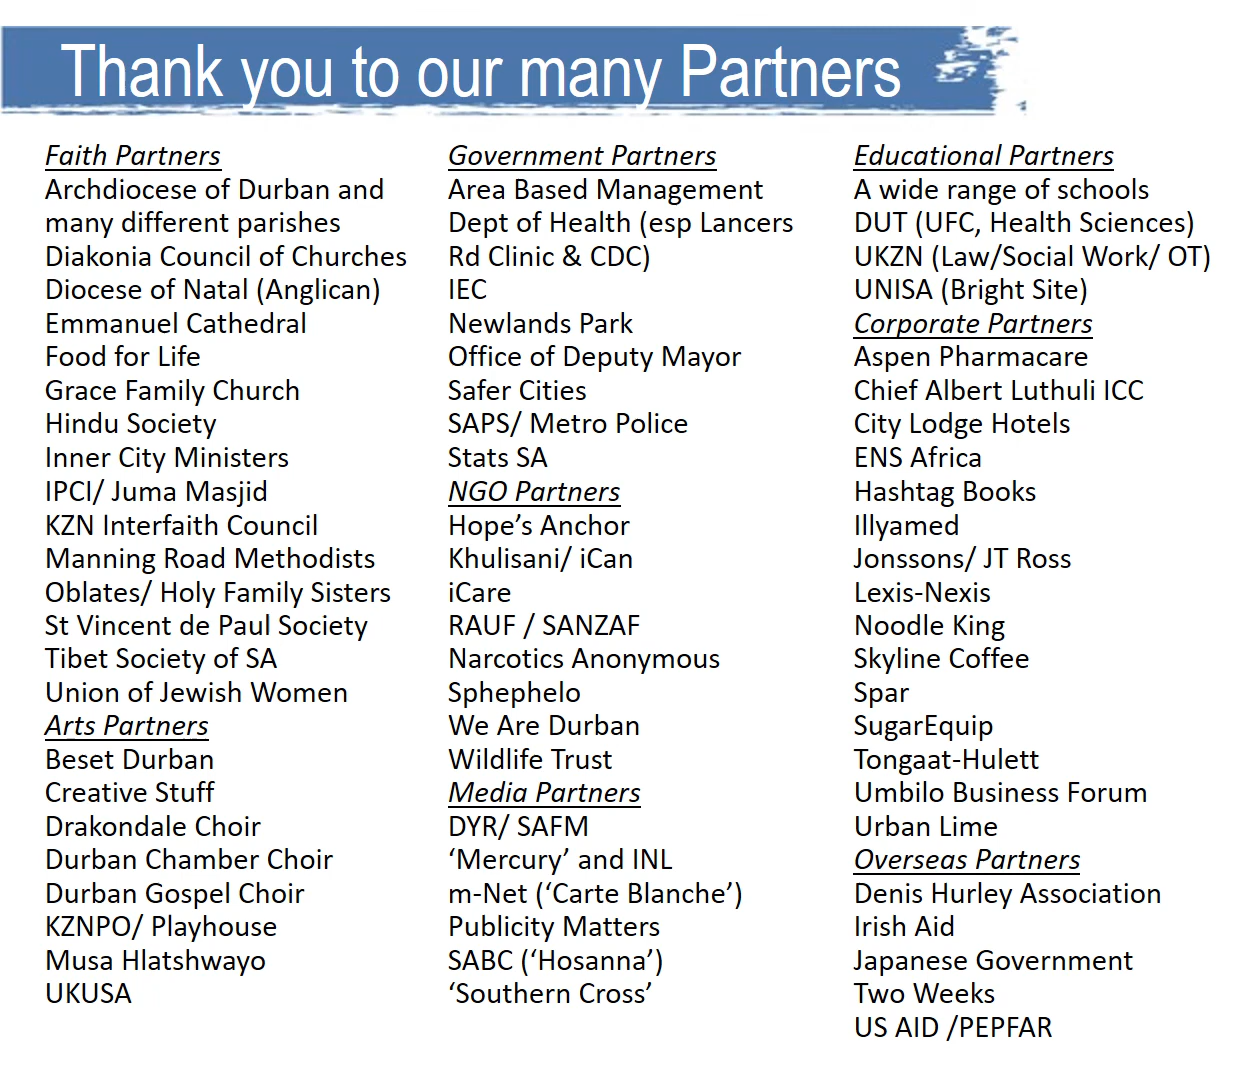 Thank you to our many Partners
Faith Partners
Archdiocese of Durban and
many different parishes
Diakonia Council of Churches
Diocese of Natal (Anglican)
Emmanuel Cathedral
Food for Life
Grace Family Church
Hindu Society
Inner City Ministers
IPCI/ Juma Masjid
KZN Interfaith Council
Manning Road Methodists
Oblates/ Holy Family Sisters
St Vincent de Paul Society
Tibet Society of SA
Union of Jewish Women
Arts Partners
Beset Durban
Creative Stuff
Drakondale Choir
Durban Chamber Choir
Durban Gospel Choir
KZNPO/ Playhouse
Musa Hlatshwayo
UKUSA
Government Partners
Area Based Management
Dept of Health (esp Lancers
Rd Clinic & CDC)
IEC
Newlands Park
Office of Deputy Mayor
Safer Cities
SAPS/ Metro Police
Stats SA
NGO Partners
Hope’s Anchor
Khulisani/ iCan
iCare
RAUF / SANZAF
Narcotics Anonymous
Sphephelo
We Are Durban
Wildlife Trust
Media Partners
DYR/ SAFM
‘Mercury’ and INL
m-Net (‘Carte Blanche’)
Publicity Matters
SABC (‘Hosanna’)
‘Southern Cross’
Educational Partners
A wide range of schools
DUT (UFC, Health Sciences)
UKZN (Law/Social Work/ OT)
UNISA (Bright Site)
Corporate Partners
Aspen Pharmacare
Chief Albert Luthuli ICC
City Lodge Hotels
ENS Africa
Hashtag Books
Illyamed
Jonssons/ JT Ross
Lexis-Nexis
Noodle King
Skyline Coffee
Spar
SugarEquip
Tongaat-Hulett
Umbilo Business Forum
Urban Lime
Overseas Partners
Denis Hurley Association
Irish Aid
Japanese Government
Two Weeks
US AID /PEPFAR